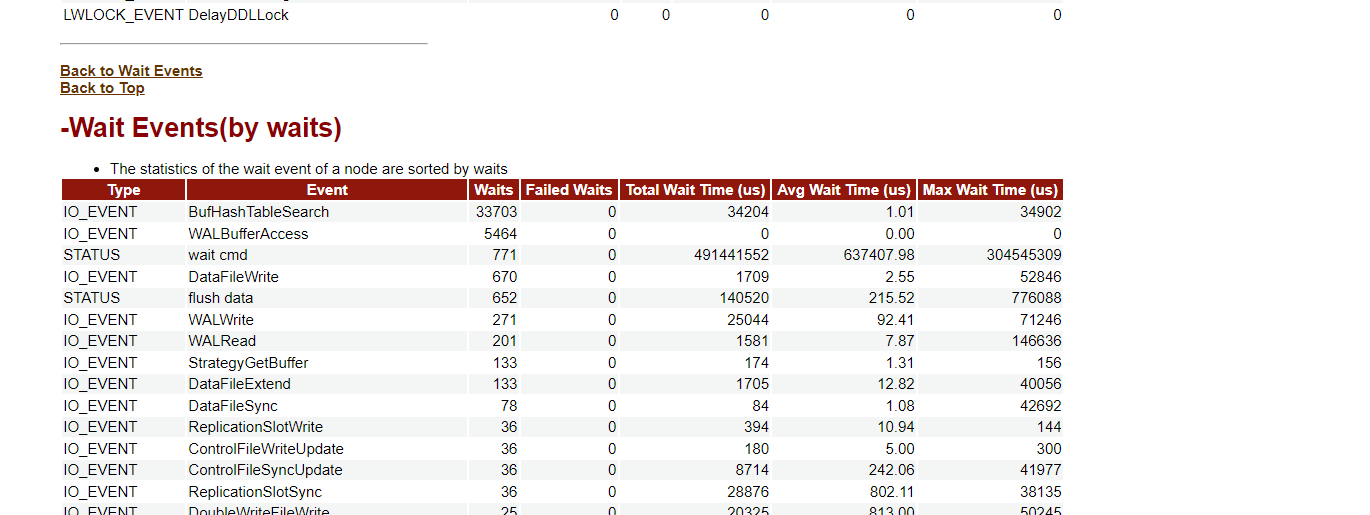 LWLOCK_EVENT DelayDDLLock 0 0 0 0 0
Back to Wait Events
Back to Top
-Wait Events(by waits)
• The statistics of the wait event of a node are sorted by waits
Type Event Waits Failed Waits Total Wait Time (us) Avg Wait Time (us) Max Wait Time (us)
IO_EVENT BufHashTableSearch 33703 0 34204 1.01 34902
IO_EVENT WALBufferAccess 5464 0 0 0.00 0
STATUS wait cmd 771 0 491441552 637407.98 304545309
IO_EVENT DataFileWrite 670 0 1709 2.55 52846
STATUS flush data 652 0 140520 215.52 776088
IO_EVENT WALWrite 271 0 25044 92.41 71246
IO_EVENT WALRead 201 0 1581 7.87 146636
IO_EVENT StrategyGetBuffer 133 0 174 1.31 156
IO_EVENT DataFileExtend 133 0 1705 12.82 40056
IO_EVENT DataFileSync 78 0 84 1.08 42692
IO_EVENT ReplicationSlotWrite 36 0 394 10.94 144
IO_EVENT ControlFileWriteUpdate 36 0 180 5.00 300
IO_EVENT ControlFileSyncUpdate 36 0 8714 242.06 41977
IO_EVENT ReplicationSlotSync 36 0 28876 802.11 38135
IO_EVENT DoubleWriteFileWrite 25 0 20325 813.00 50245